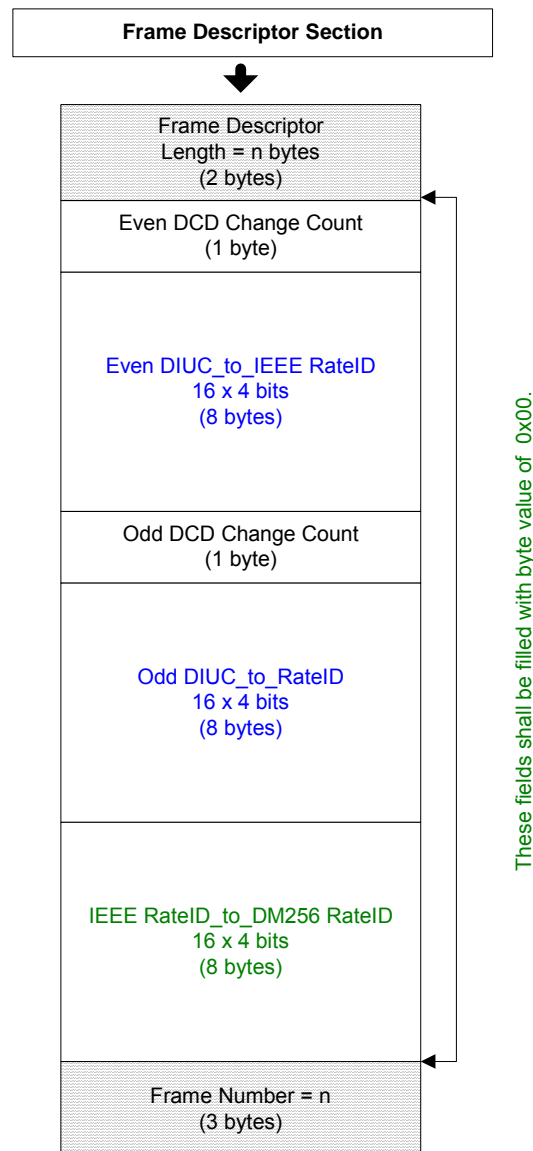 Frame Descriptor Section
Frame Descriptor
Length = n bytes
(2 bytes)
Even DCD Change Count
(1 byte)
Even DIUC_to_IEEE RateID
16 x 4 bits
(8 bytes)
Odd DCD Change Count
(1 byte)
Odd DIUC_to_RateID
16 x 4 bits
(8 bytes)
IEEE RateID_to_DM256 RateID
16 x 4 bits
(8 bytes)
Frame Number = n
(3 bytes)
These fields shall be filled with byte value of 0x00.